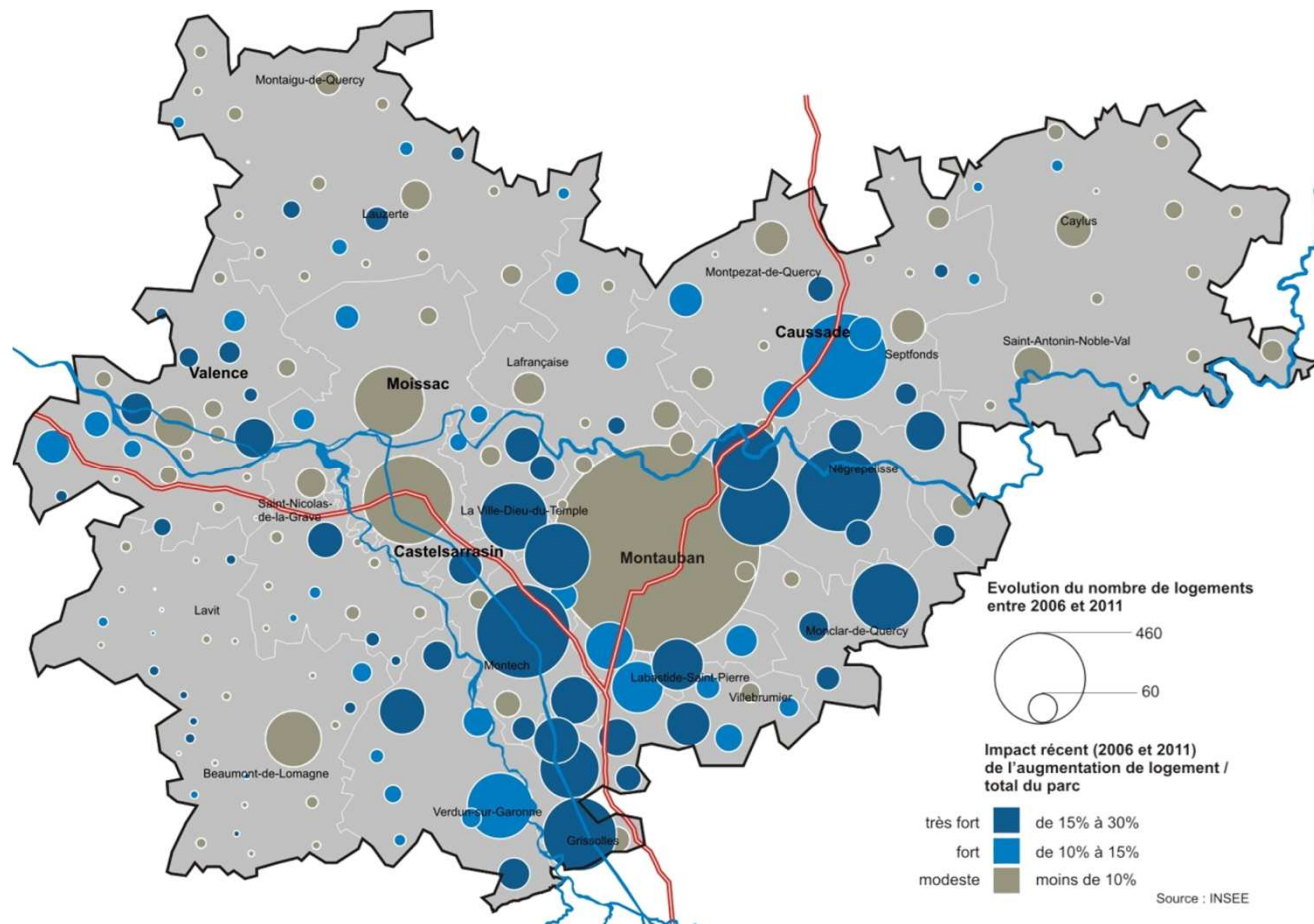 Montaigu-de-Quercy
Lauzerte
Caylus
Montpezat-de-Quercy
Caussade
Septfonds
Saint-Antonin-Noble-Val
Valence
Moissac
Lafrançaise
Nègrepelisse
Saint-Nicolas-
de-la-Grave
La Ville-Dieu-du-Temple
Castelsarrasin
Montauban
Lavit
Monclar-de-Quercy
Montech
Labastide-Saint-Pierre
Villebrumier
Beaumont-de-Lomagne
Verdun-sur-Garonne
Grissolles
Evolution du nombre de logements
entre 2006 et 2011
460
60
Impact récent (2006 et 2011)
de l'augmentation de logement /
total du parc
très fort de 15% à 30%
fort de 10% à 15%
modeste moins de 10%
Source : INSEE